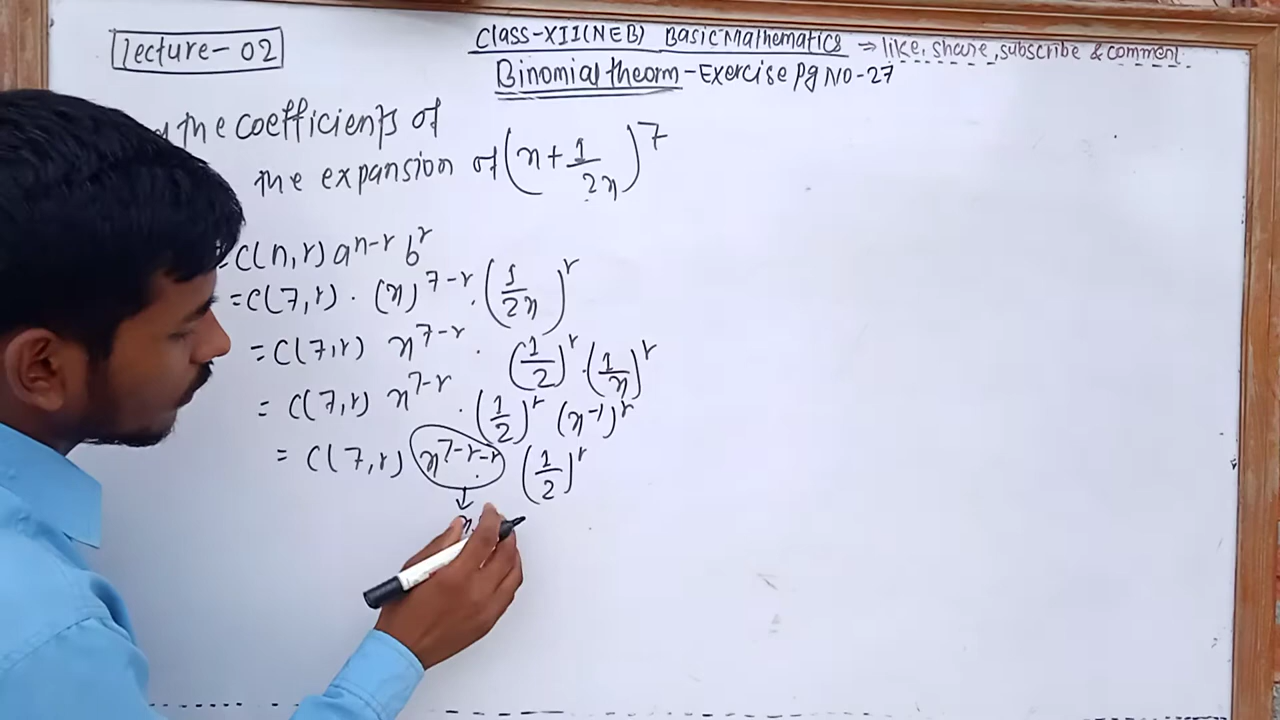 Lecture-02
Class-XII(NEB) Basic Mathematics ⇒ like, share, subscribe & comment
Binomial theorm - Exercise Pg NO-27
the coefficients of
the expansion of (x + 1/2x)^7
= C(n,r) a^n-r b^r
= C(7,r) . (x)^7-r . (1/2x)^r
= C(7,r) x^7-r . (1/2)^r . (1/x)^r
= C(7,r) x^7-r . (1/2)^r (x^-1)^r
= C(7,r) x^7-r-r (1/2)^r
↓